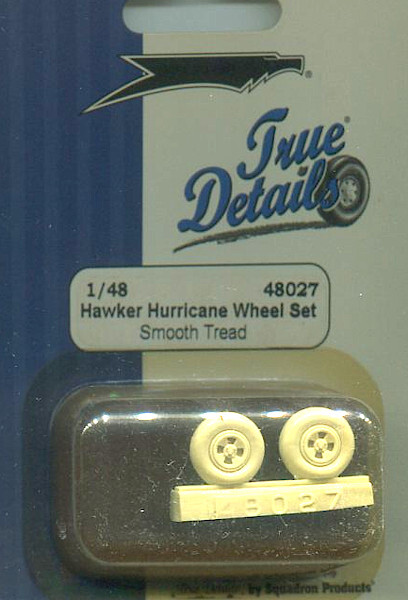 True
Details
1/48 48027
Hawker Hurricane Wheel Set
Smooth Tread
48027
by Squadron Products